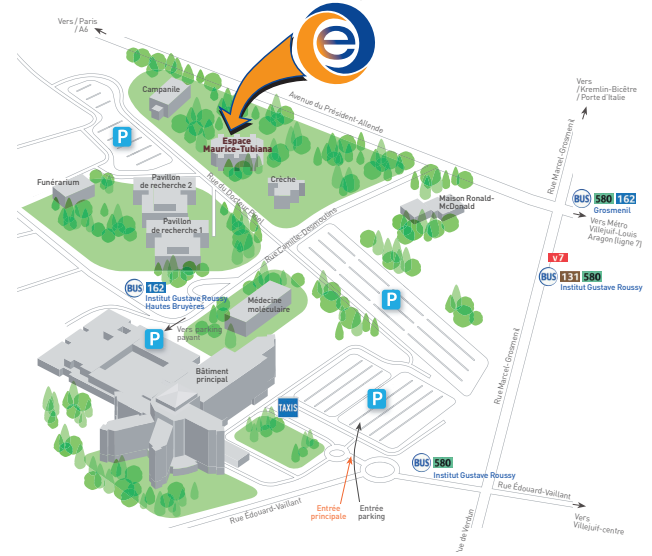 Vers / Paris
/ A6
e
Campanile
Avenue du Président-Allende
Vers
/ Kremlin-Bicêtre
/ Porte d'Italie
P
Espace
Maurice-Tubiana
Rue Marcel-Grosmenil
Funérarium
Pavillon
de recherche 2
Crèche
Rue du Docteur Pinel
Maison Ronald-
McDonald
BUS 580 162
Grosmenil
Pavillon
de recherche 1
Rue Camille-Desmoulins
Vers Métro
Villejuif-Louis
Aragon (ligne 7)
v7
BUS 131 580
Institut Gustave Roussy
BUS 162
Institut Gustave Roussy
Hautes Bruyères
Médecine
moléculaire
P
Vers parking
payant
P
Bâtiment
principal
Rue Marcel-Grosmenil
P
TAXIS
BUS 580
Institut Gustave Roussy
Rue Édouard-Vaillant
Entrée
principale
Entrée
parking
Rue Édouard-Vaillant
Vers
Villejuif-centre
ue de Verdun